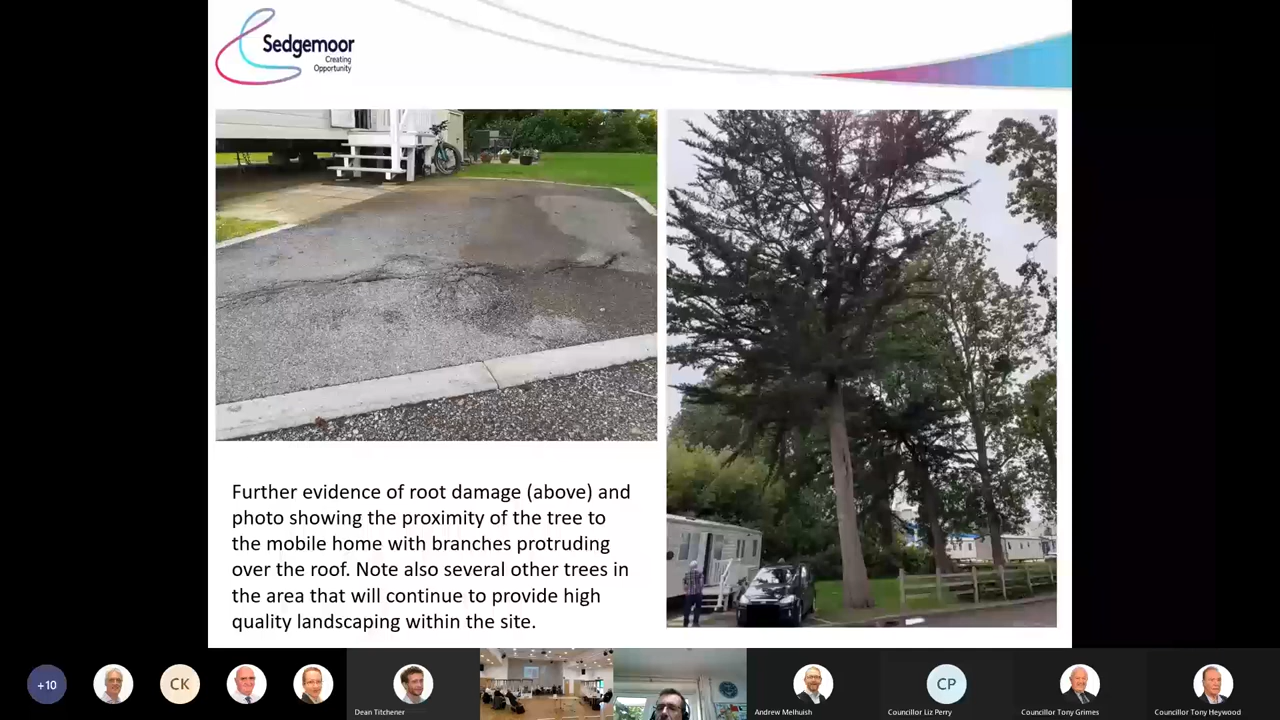 Sedgemoor
Creating
Opportunity
Further evidence of root damage (above) and
photo showing the proximity of the tree to
the mobile home with branches protruding
over the roof. Note also several other trees in
the area that will continue to provide high
quality landscaping within the site.
+10
CK
CP
Dean Titchener
Andrew Melhuish
Councillor Liz Perry
Councillor Tony Grimes
Councillor Tony Heywood